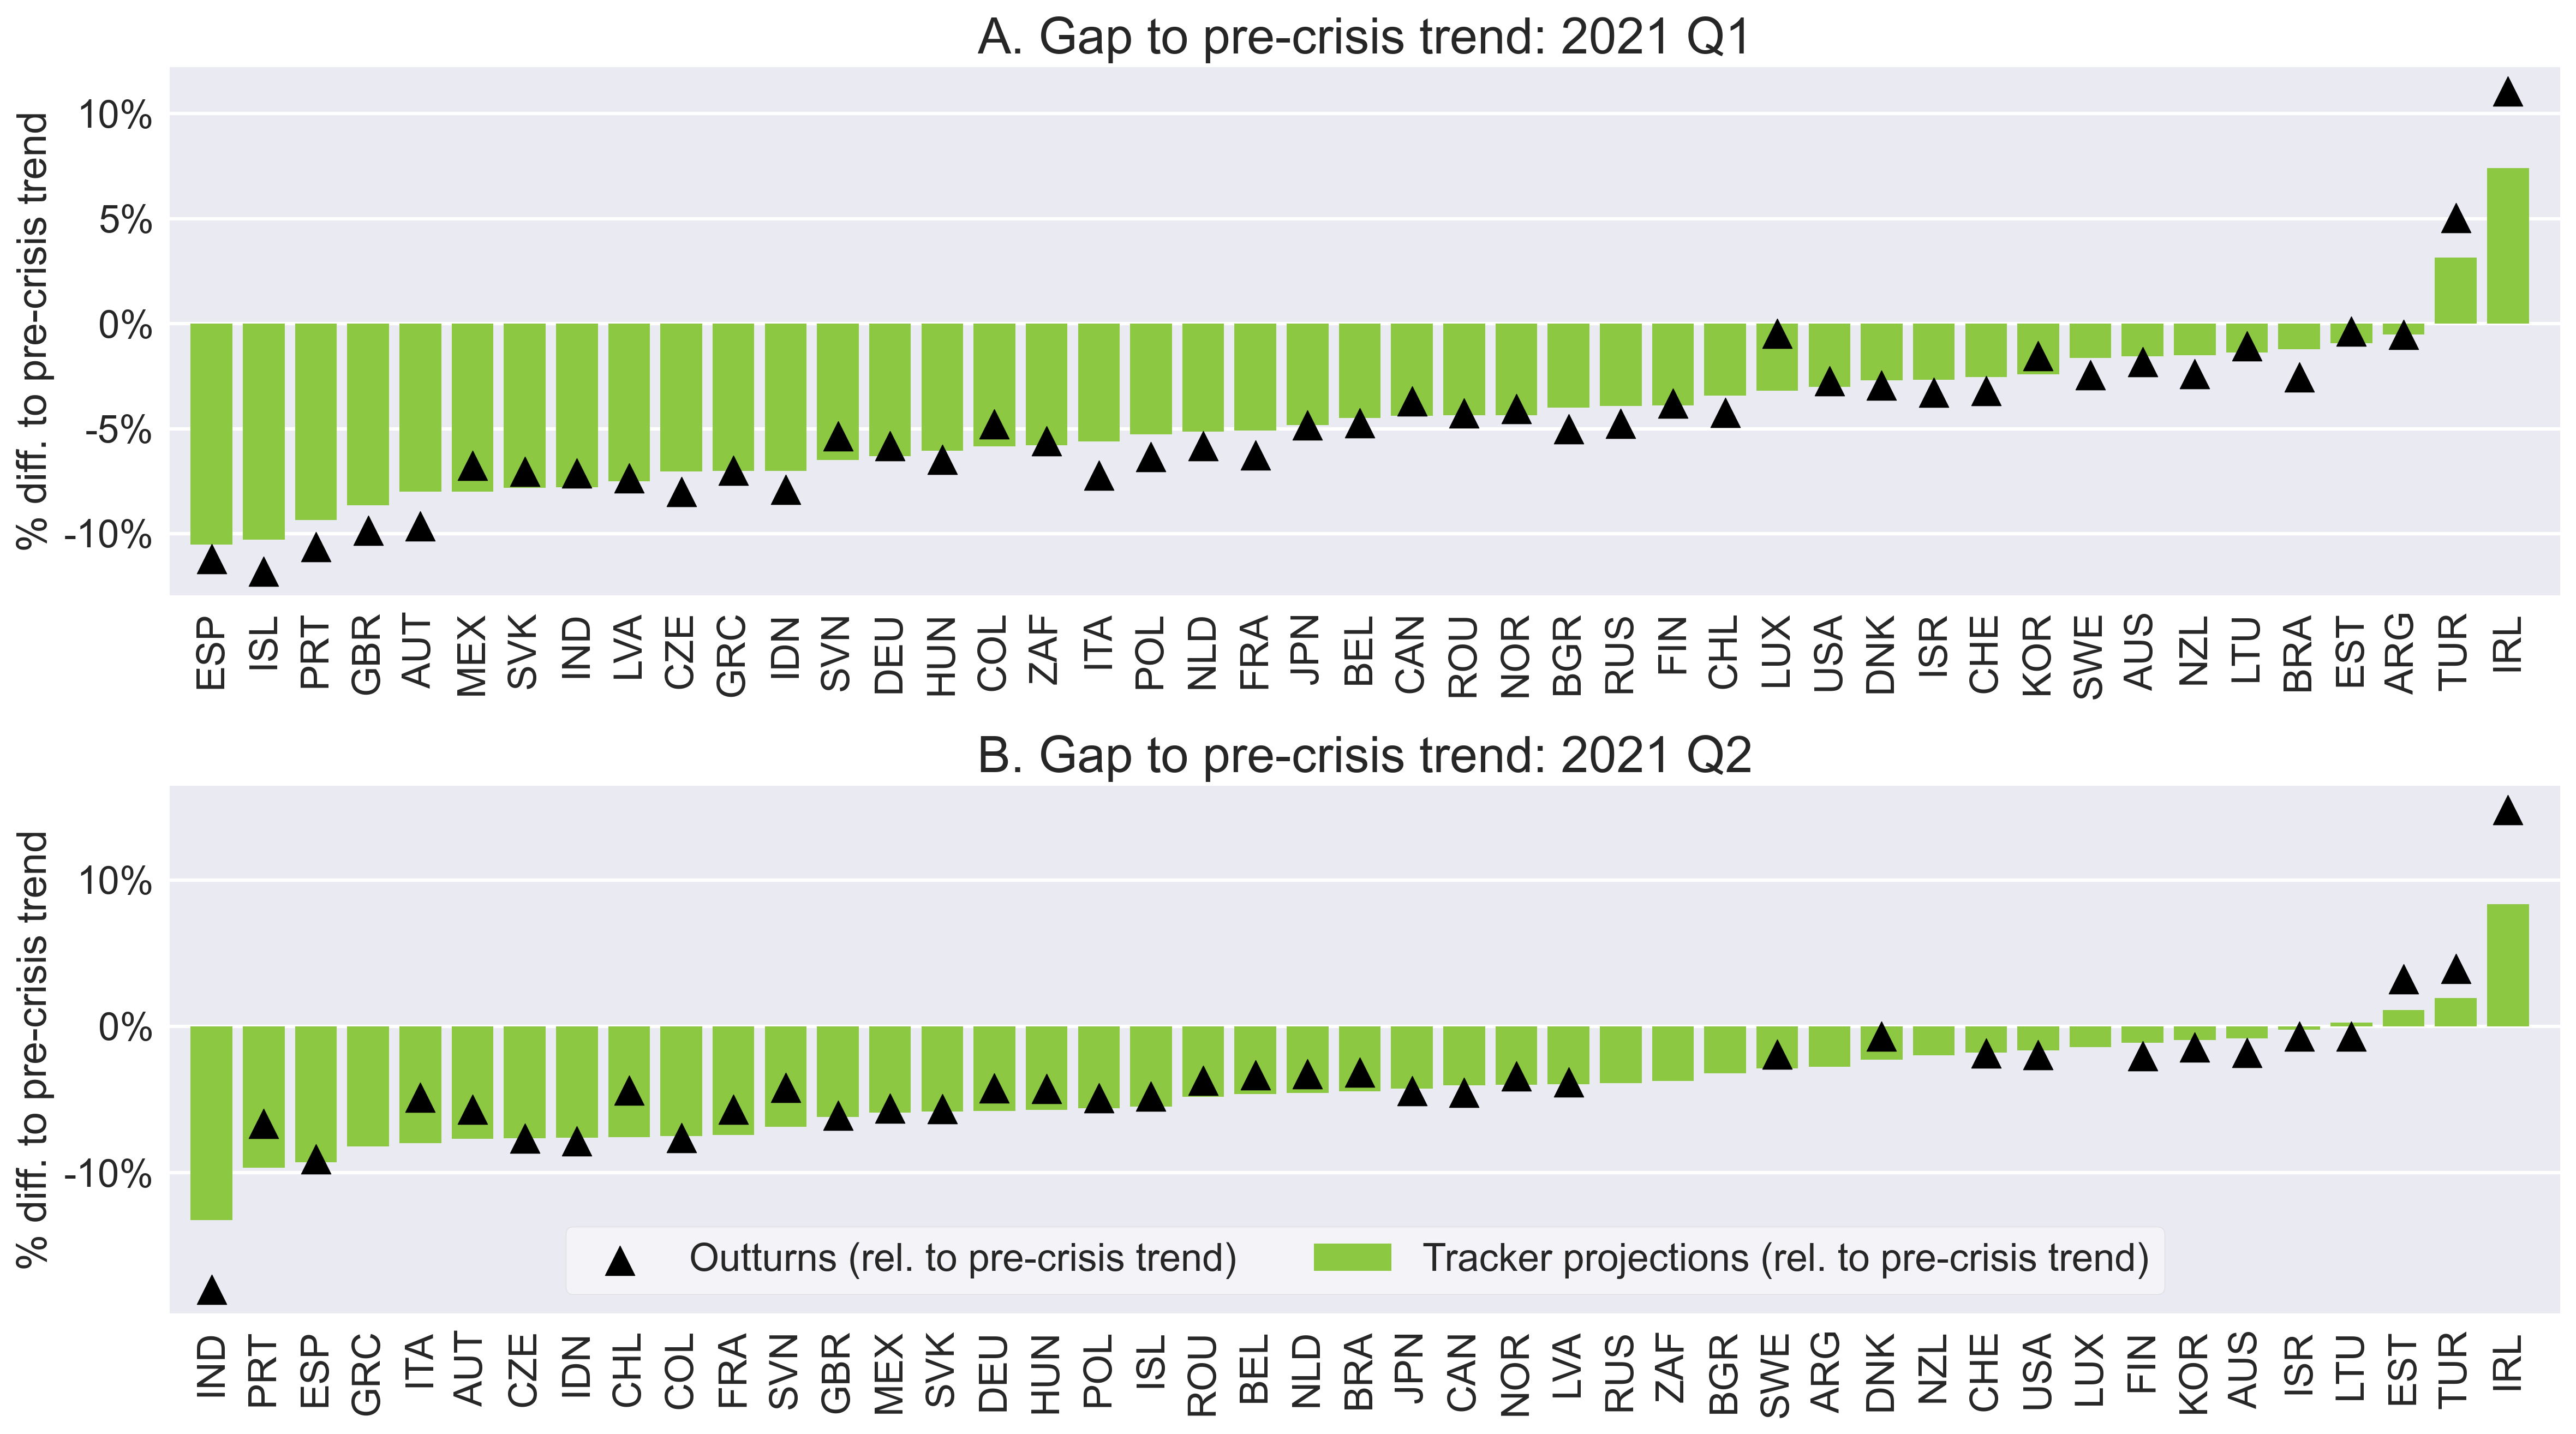 A. Gap to pre-crisis trend: 2021 Q1
% diff. to pre-crisis trend
10%
5%
0%
-5%
-10%
ESP ISL PRT GBR AUT MEX SVK IND LVA CZE GRC IDN SVN DEU HUN COL ZAF ITA POL NLD FRA JPN BEL CAN ROU NOR BGR RUS FIN CHL LUX USA DNK ISR CHE KOR SWE AUS NZL LTU BRA EST ARG TUR IRL
B. Gap to pre-crisis trend: 2021 Q2
% diff. to pre-crisis trend
10%
0%
-10%
Outturns (rel. to pre-crisis trend) Tracker projections (rel. to pre-crisis trend)
IND PRT ESP GRC ITA AUT CZE IDN CHL COL FRA SVN GBR MEX SVK DEU HUN POL ISL ROU BEL NLD BRA JPN CAN NOR LVA RUS ZAF BGR SWE ARG DNK NZL CHE USA LUX FIN KOR AUS ISR LTU EST TUR IRL